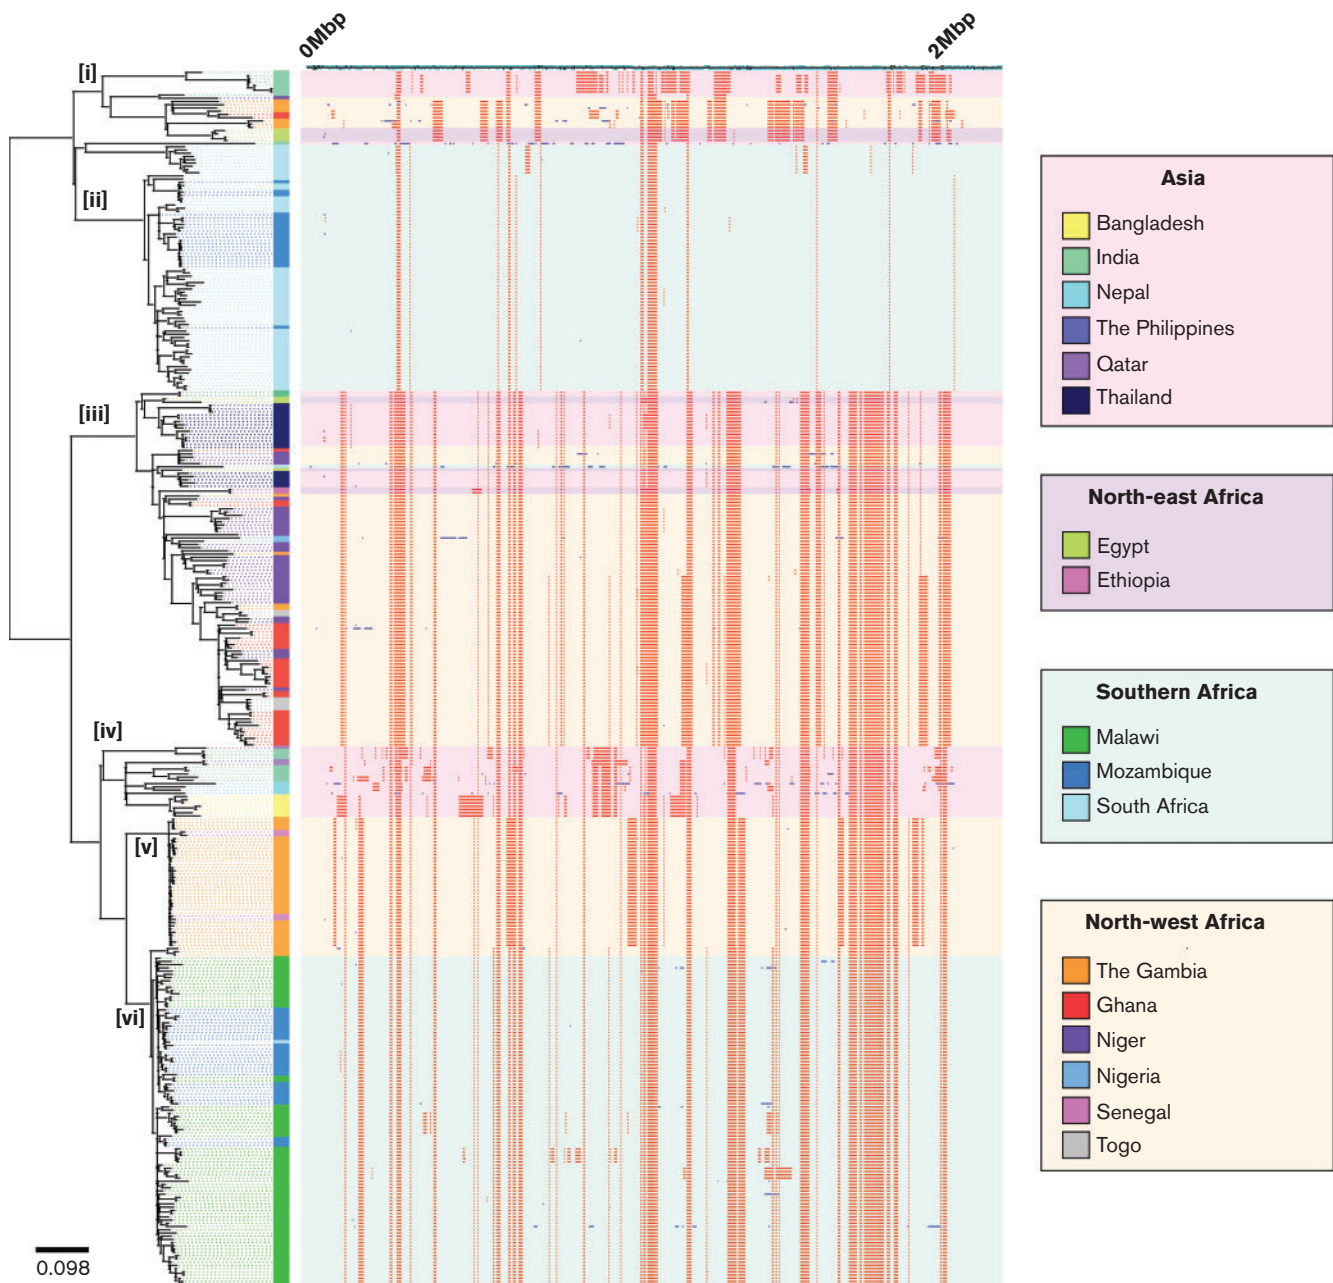 0Mbp
2Mbp
[i]
[ii]
[iii]
[iv]
[v]
[vi]
0.098
Asia
Bangladesh
India
Nepal
The Philippines
Qatar
Thailand
North-east Africa
Egypt
Ethiopia
Southern Africa
Malawi
Mozambique
South Africa
North-west Africa
The Gambia
Ghana
Niger
Nigeria
Senegal
Togo